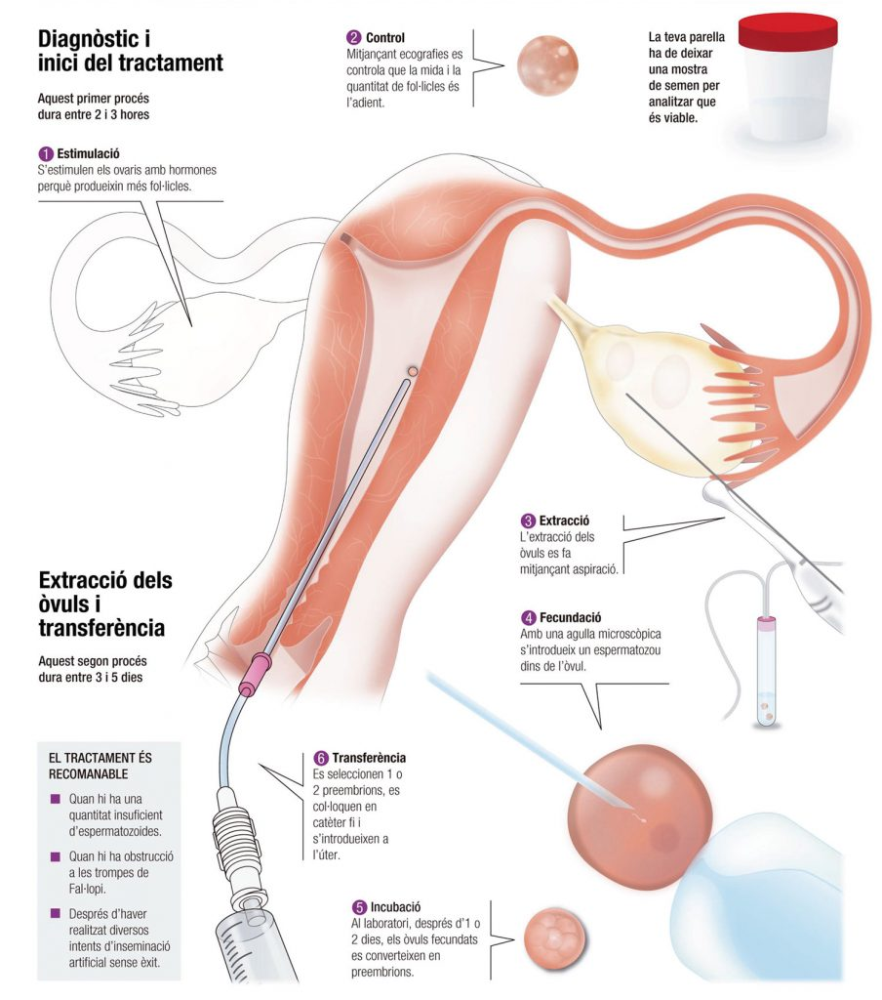 Diagnòstic i
inici del tractament
Aquest primer procés
dura entre 2 i 3 hores
1 Estimulació
S’estimulen els ovaris amb hormones
perquè produeixin més fol·licles.
2 Control
Mitjançant ecografies es
controla que la mida i la
quantitat de fol·licles és
l’adient.
La teva parella
ha de deixar
una mostra
de semen per
analitzar que
és viable.
3 Extracció
L’extracció dels
òvuls es fa
mitjançant aspiració.
Extracció dels
òvuls i
transferència
Aquest segon procés
dura entre 3 i 5 dies
4 Fecundació
Amb una agulla microscòpica
s’introdueix un espermatozou
dins de l’òvul.
EL TRACTAMENT ÉS
RECOMANABLE
Quan hi ha una
quantitat insuficient
d’espermatozoides.
Quan hi ha obstrucció
a les trompes de
Fal·lopi.
Després d’haver
realitzat diversos
intents d’inseminació
artificial sense èxit.
6 Transferència
Es seleccionen 1 o
2 preembrions, es
col·loquen en
catèter fi i
s’introdueixen a
l’úter.
5 Incubació
Al laboratori, després d’1 o
2 dies, els òvuls fecundats
es converteixen en
preembrions.